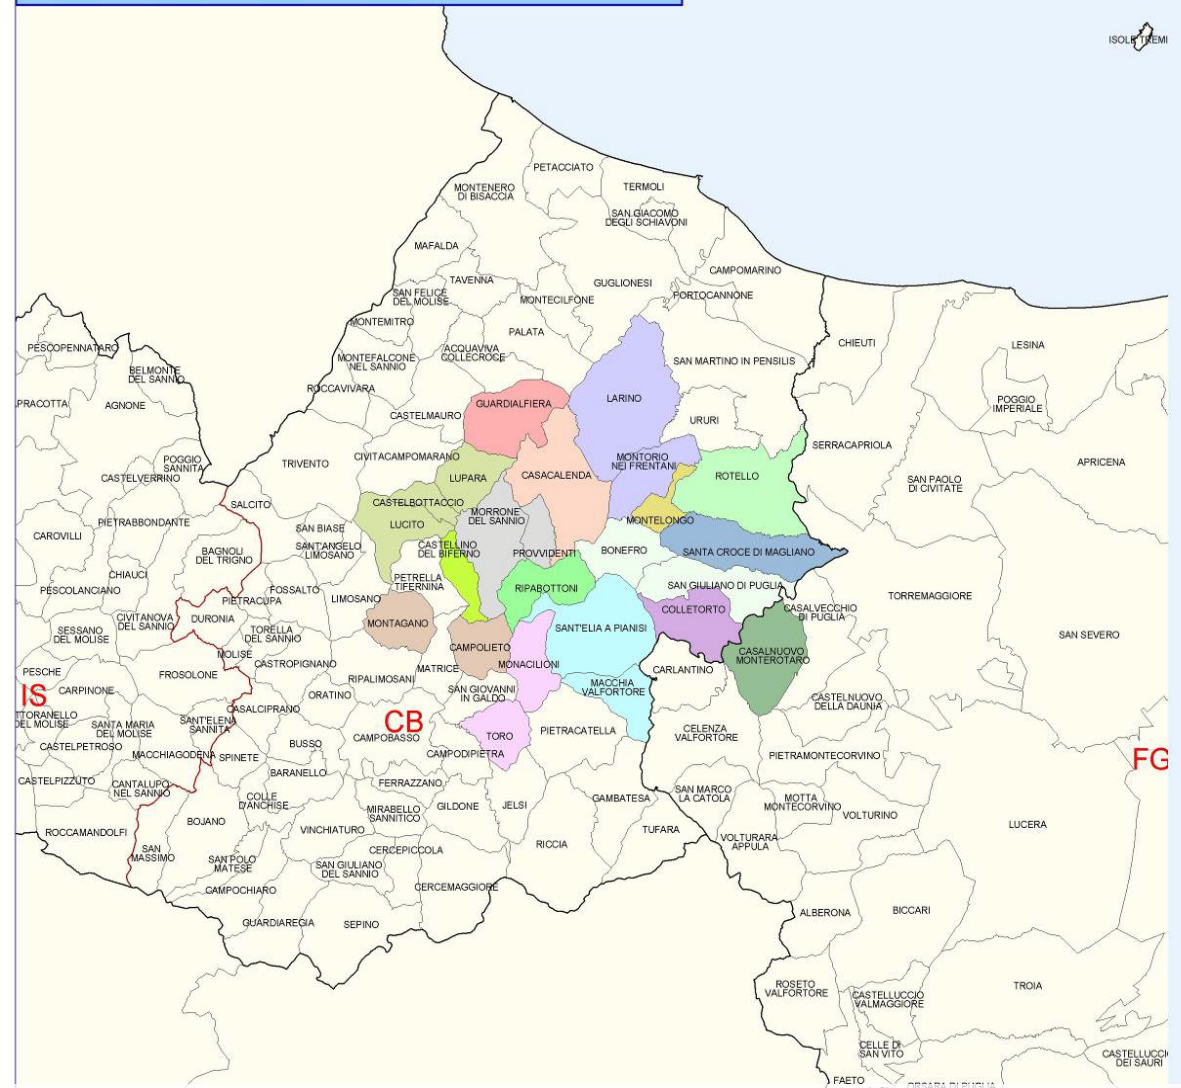 ISOLE TREMI
PETACCIATO
TERMOLI
MONTENERO
DI BISACCIA
SAN GIACOMO
DEGLI SCHIAVONI
MAFALDA
CAMPOMARINO
TAVENNA
GUGLIONESI
SAN FELICE
DEL MOLISE
MONTECILFONE
PORTOCANNONE
MONTEMITRO
PALATA
CHIEUTI
LESINA
PESCOPENNATARO
ACQUAVIVA
COLLECROCE
MONTEFALCONE
NEL SANNIO
SAN MARTINO IN PENSILIS
BELMONTE
DEL SANNIO
ROCCAVIVARA
LARINO
POGGIO
IMPERIALE
PRACOTTA
AGNONE
GUARDIALFIERA
CASTELMAURO
URURI
SERRACAPRIOLA
CIVITACAMPOMARANO
MONTORIO
NEI FRENTANI
POGGIO
SANNITA
TRIVENTO
APRICENA
CASTELVERRINO
LUPARA
CASACALENDA
ROTELLO
SAN PAOLO
DI CIVITATE
SALCITO
CASTELBOTTACCIO
MORRONE
DEL SANNIO
PIETRABBONDANTE
SAN BIASE
LUCITO
MONTELONGO
CAROVILLI
BAGNOLI
DEL TRIGNO
SANT'ANGELO
LIMOSANO
CASTELLINO
DEL BIFERNO
PROVVIDENTI
BONEFRO
SANTA CROCE DI MAGLIANO
CHIAUCI
PETRELLA
TIFERNINA
PESCOLANCIANO
FOSSALTO
RIPABOTTONI
SAN GIULIANO DI PUGLIA
TORREMAGGIORE
PIETRACUPA
LIMOSANO
COLLETORTO
CASALVECCHIO
DI PUGLIA
CIVITANOVA
DEL SANNIO
DURONIA
MONTAGANO
SESSANO
DEL MOLISE
TORELLA
DEL SANNIO
SANT'ELIA A PIANISI
SAN SEVERO
MOLISE
CAMPOLIETO
CASALNUOVO
MONTEROTARO
PESCHE
FROSOLONE
CASTROPIGNANO
MATRICE
MONACILIONI
CARLANTINO
RIPALIMOSANI
MACCHIA
VALFORTORE
IS
CARPINONE
ORATINO
SAN GIOVANNI
IN GALDO
CASTELNUOVO
DELLA DAUNIA
CASALCIPRANO
TTORANELLO
DEL MOLISE
SANTA MARIA
DEL MOLISE
SANT'ELENA
SANNITA
CB
CAMPOBASSO
TORO
PIETRACATELLA
CELENZA
VALFORTORE
CASTELPETROSO
MACCHIAGODENA
SPINETE
BUSSO
CAMPODIPIETRA
PIETRAMONTECORVINO
FG
BARANELLO
CASTELPIZZUTO
CANTALUPO
NEL SANNIO
FERRAZZANO
SAN MARCO
LA CATOLA
COLLE
D'ANCHISE
GAMBATESA
MOTTA
MONTECORVINO
MIRABELLO
SANNITICO
GILDONE
JELSI
VOLTURINO
BOJANO
LUCERA
ROCCAMANDOLFI
VINCHIATURO
TUFARA
VOLTURARA
APPULA
SAN
MASSIMO
CERCEPICCOLA
RICCIA
SAN POLO
MATESE
SAN GIULIANO
DEL SANNIO
CAMPOCHIARO
CERCEMAGGIORE
ALBERONA
BICCARI
GUARDIAREGIA
SEPINO
ROSETO
VALFORTORE
TROIA
CASTELLUCCIO
VALMAGGIORE
CELLE DI
SAN VITO
CASTELLUCCI
DEI SAURI
FAETO
ORSARA DI PUGLIA